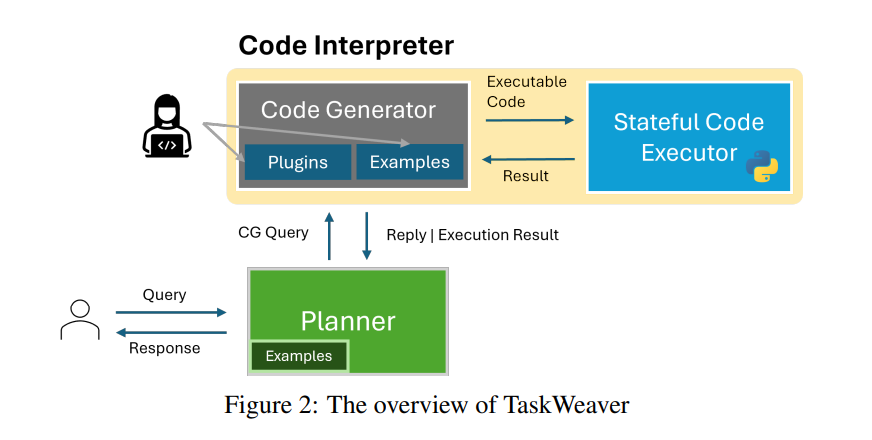 Code Interpreter
Code Generator
Plugins
Examples
Executable
Code
Result
Stateful Code
Executor
</>
CG Query
Reply | Execution Result
Query
Response
Planner
Examples
Figure 2: The overview of TaskWeaver